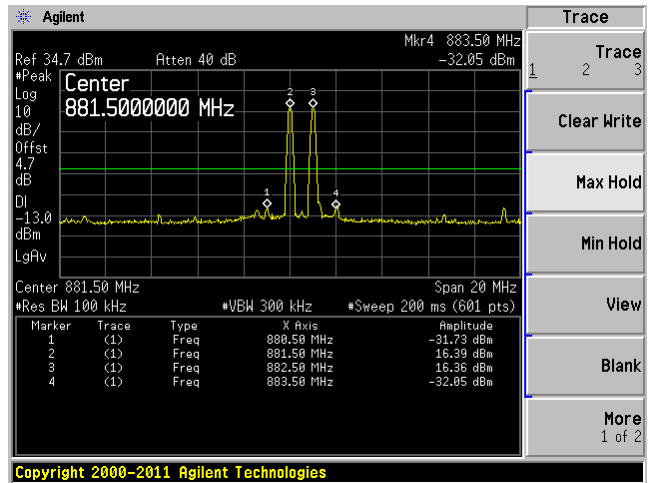 Agilent
Trace
Mkr4 883.50 MHz
Ref 34.7 dBm Atten 40 dB -32.05 dBm
#Peak
Log
10
dB/
Offst
4.7
dB
DI
-13.0
dBm
LgAv
Center
881.5000000 MHz
1
2
3
4
Center 881.50 MHz Span 20 MHz
#Res BW 100 kHz #VBW 300 kHz #Sweep 200 ms (601 pts)
Marker Trace Type X Axis Amplitude
1 (1) Freq 880.50 MHz -31.73 dBm
2 (1) Freq 881.50 MHz 16.39 dBm
3 (1) Freq 882.50 MHz 16.36 dBm
4 (1) Freq 883.50 MHz -32.05 dBm
Trace
1 2 3
Clear Write
Max Hold
Min Hold
View
Blank
More
1 of 2
Copyright 2000-2011 Agilent Technologies